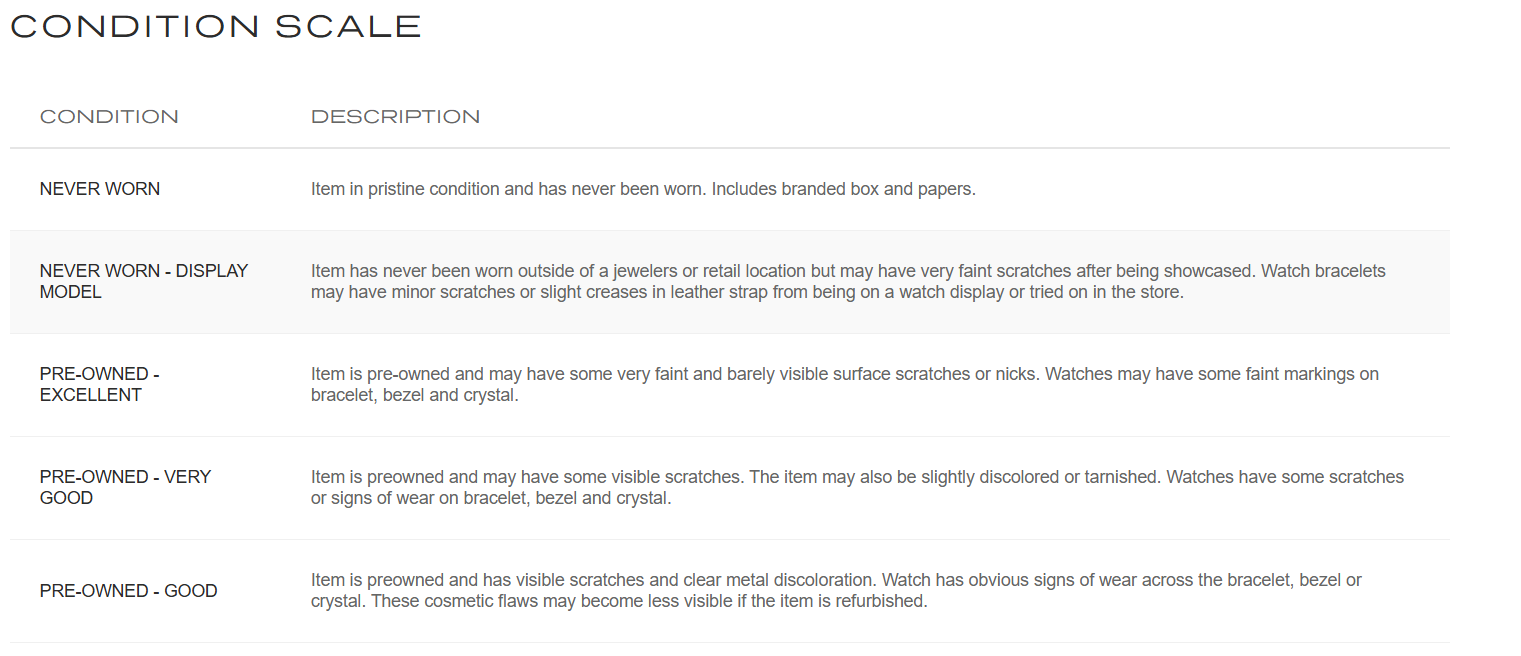 CONDITION SCALE
CONDITION DESCRIPTION
NEVER WORN Item in pristine condition and has never been worn. Includes branded box and papers.
NEVER WORN - DISPLAY Item has never been worn outside of a jewelers or retail location but may have very faint scratches after being showcased. Watch bracelets
MODEL may have minor scratches or slight creases in leather strap from being on a watch display or tried on in the store.
PRE-OWNED - Item is pre-owned and may have some very faint and barely visible surface scratches or nicks. Watches may have some faint markings on
EXCELLENT bracelet, bezel and crystal.
PRE-OWNED - VERY Item is preowned and may have some visible scratches. The item may also be slightly discolored or tarnished. Watches have some scratches
GOOD or signs of wear on bracelet, bezel and crystal.
PRE-OWNED - GOOD Item is preowned and has visible scratches and clear metal discoloration. Watch has obvious signs of wear across the bracelet, bezel or
crystal. These cosmetic flaws may become less visible if the item is refurbished.